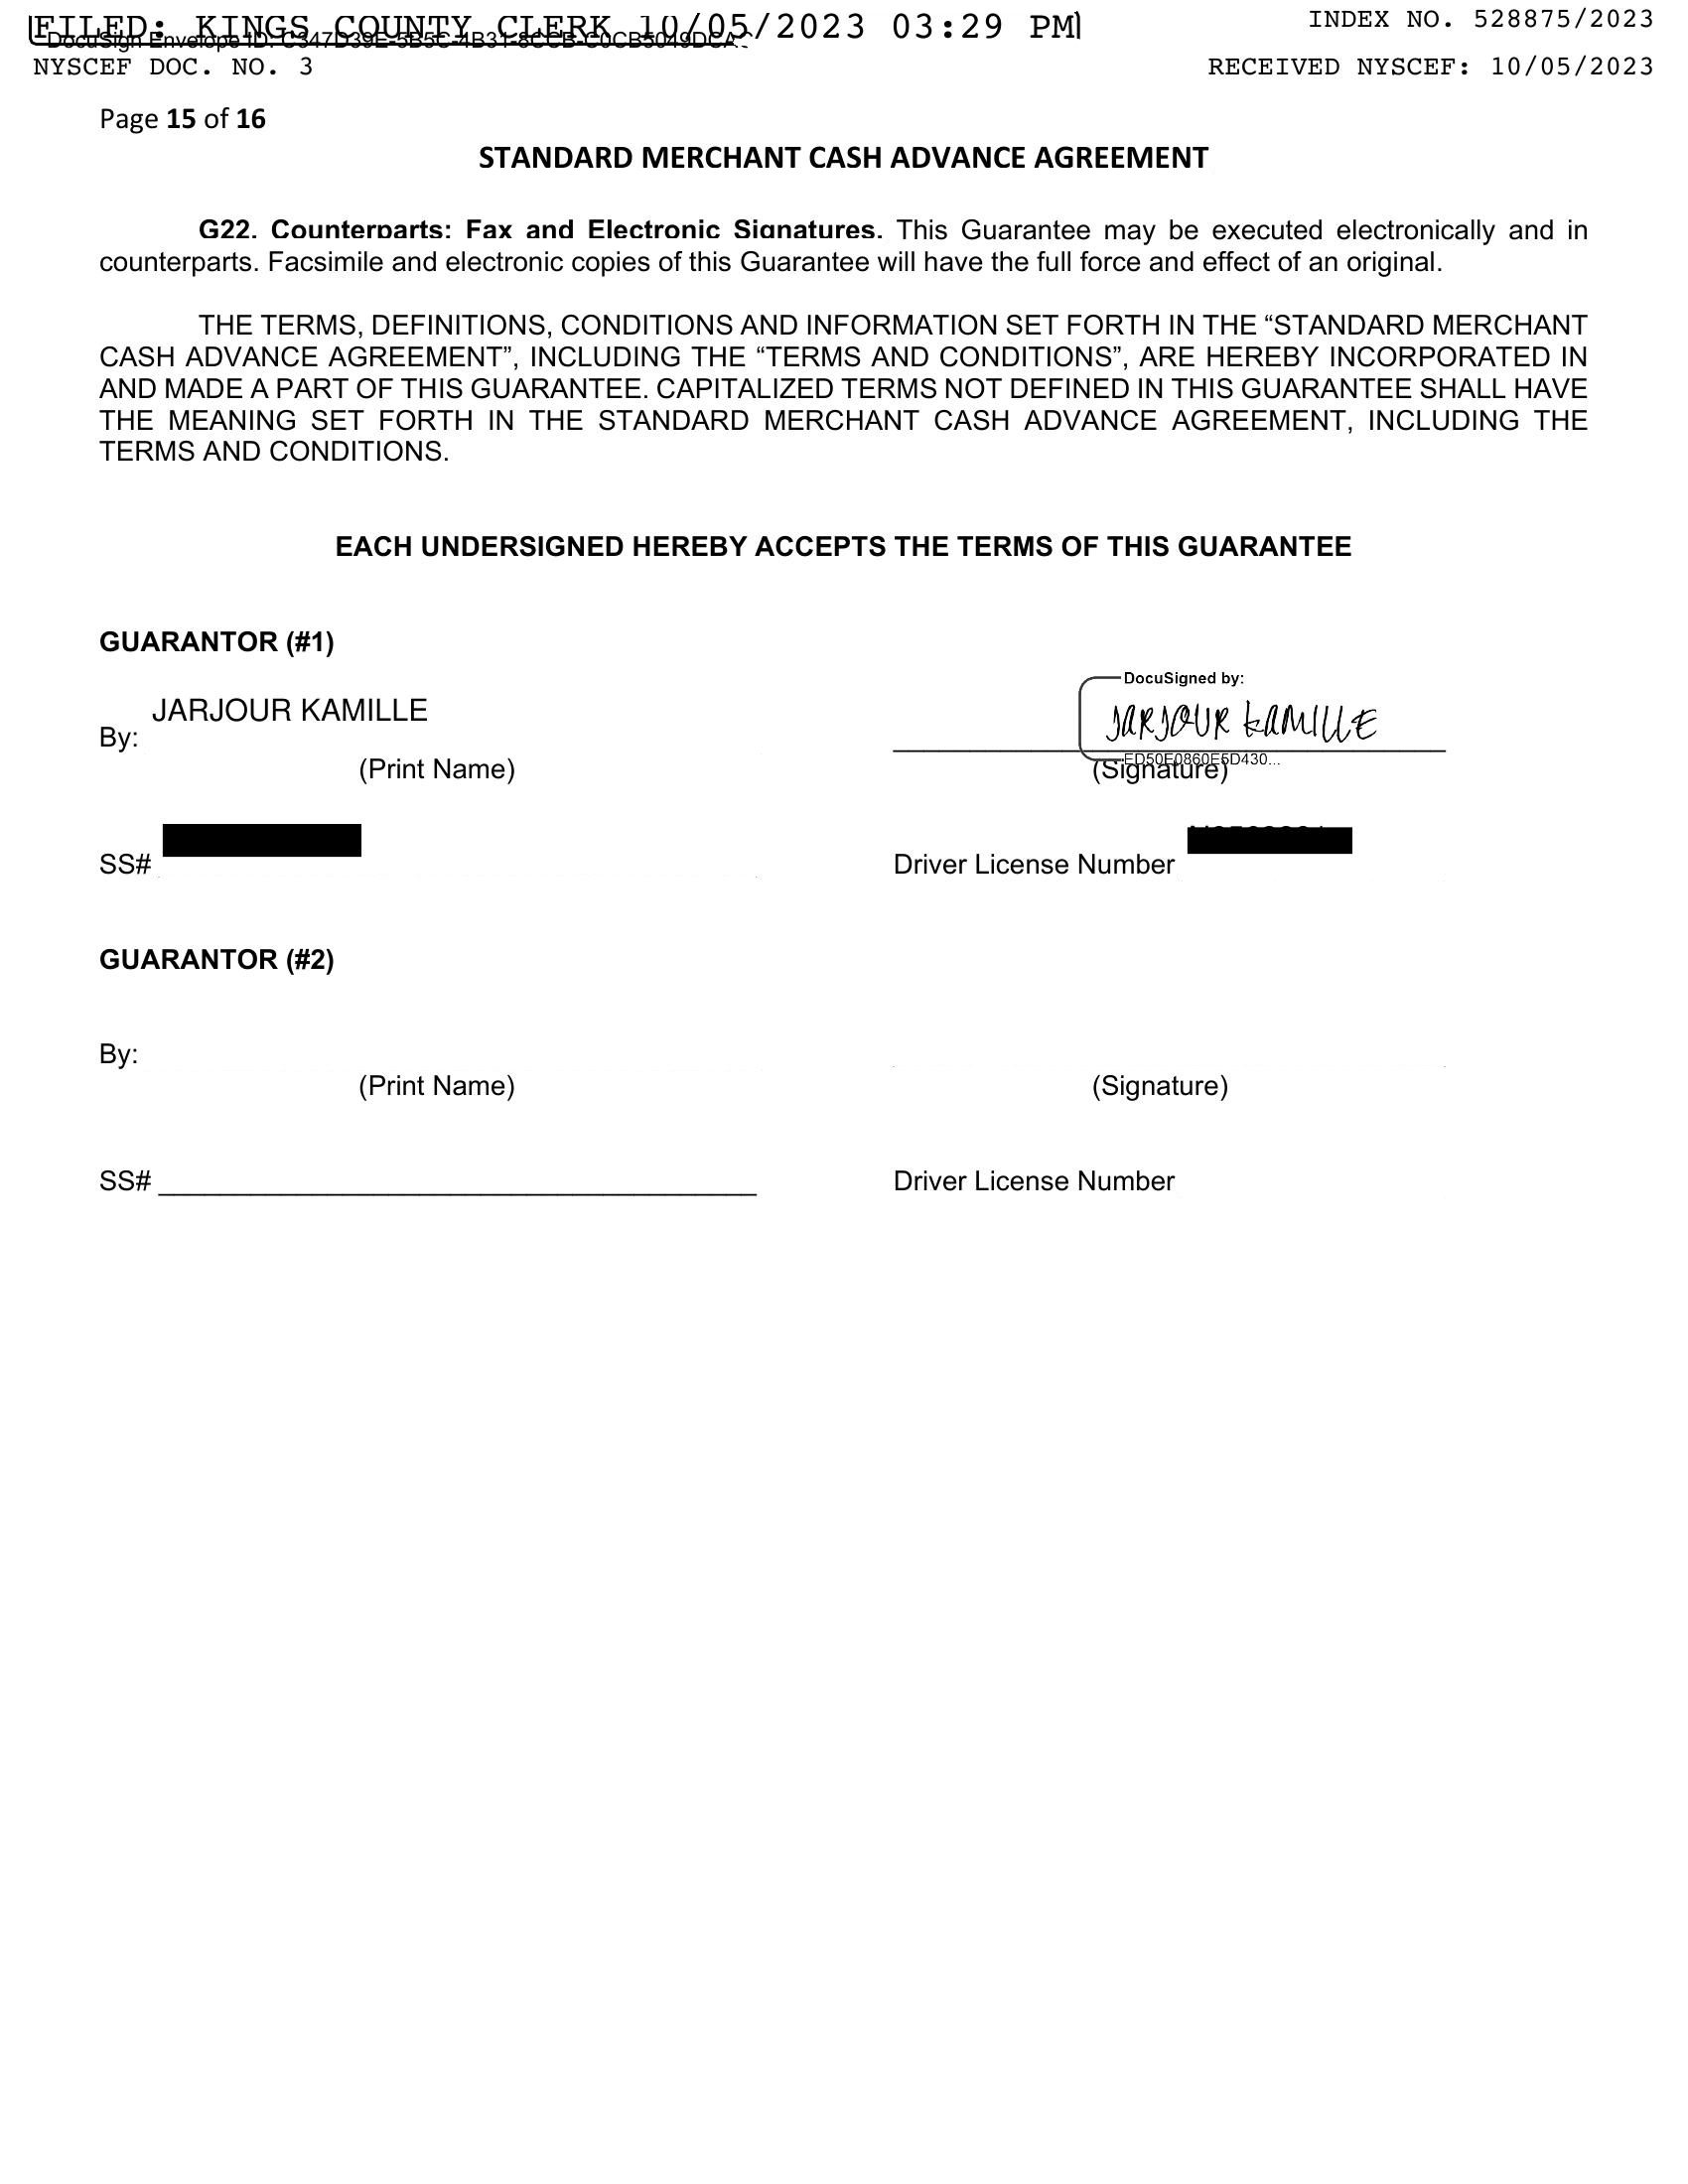 FILED: KINGS COUNTY CLERK 10/05/2023 03:29 PM
INDEX NO. 528875/2023
DocuSign Envelope ID:
NYSCEF DOC. NO. 3
RECEIVED NYSCEF: 10/05/2023
Page 15 of 16
STANDARD MERCHANT CASH ADVANCE AGREEMENT
G22. Counterparts; Fax and Electronic Signatures. This Guarantee may be executed electronically and in
counterparts. Facsimile and electronic copies of this Guarantee will have the full force and effect of an original.
THE TERMS, DEFINITIONS, CONDITIONS AND INFORMATION SET FORTH IN THE “STANDARD MERCHANT
CASH ADVANCE AGREEMENT”, INCLUDING THE “TERMS AND CONDITIONS”, ARE HEREBY INCORPORATED IN
AND MADE A PART OF THIS GUARANTEE. CAPITALIZED TERMS NOT DEFINED IN THIS GUARANTEE SHALL HAVE
THE MEANING SET FORTH IN THE STANDARD MERCHANT CASH ADVANCE AGREEMENT, INCLUDING THE
TERMS AND CONDITIONS.
EACH UNDERSIGNED HEREBY ACCEPTS THE TERMS OF THIS GUARANTEE
GUARANTOR (#1)
DocuSigned by:
By: JARJOUR KAMILLE
JARJOUR KAMILLE
ED50E0860E5D430...
(Print Name) (Signature)
SS# Driver License Number
GUARANTOR (#2)
By:
(Print Name) (Signature)
SS# Driver License Number